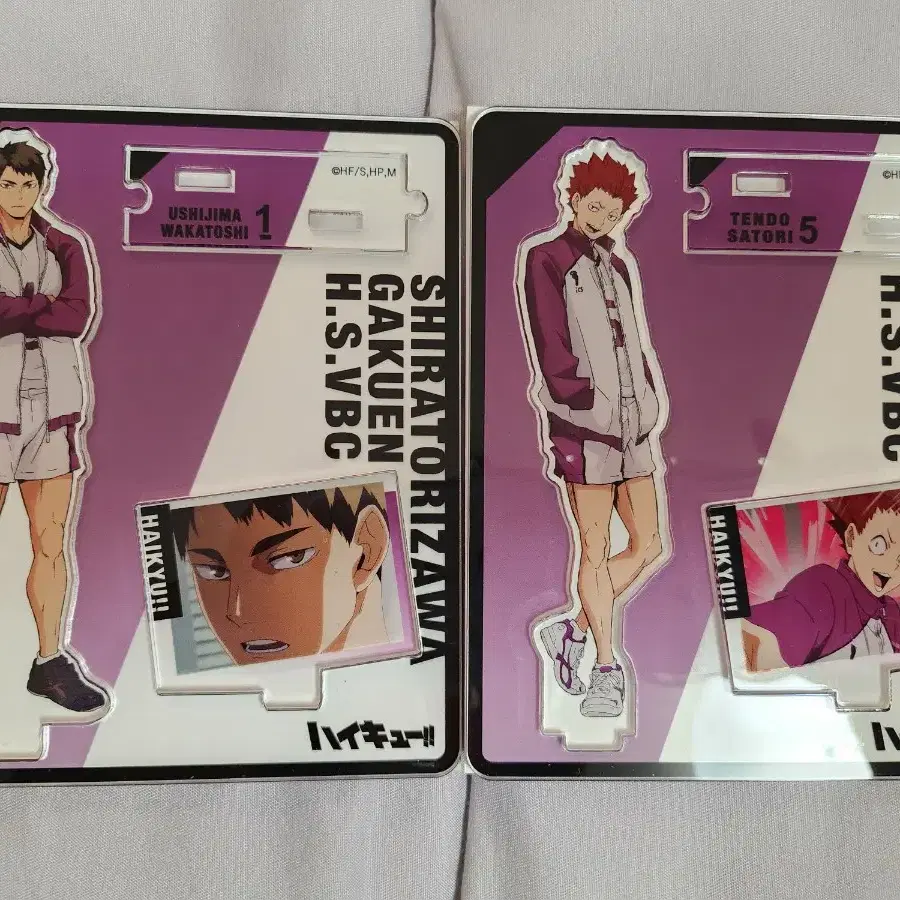 ©HF/S,HP,M
USHIJIMA
WAKATOSHI 1
SHIRATORIZAWA
GAKUEN
H.S.VBC
HAIKYU!!
ハイキュー!!
TENDO
SATORI 5
H.S.VBC
HAIKYU!!